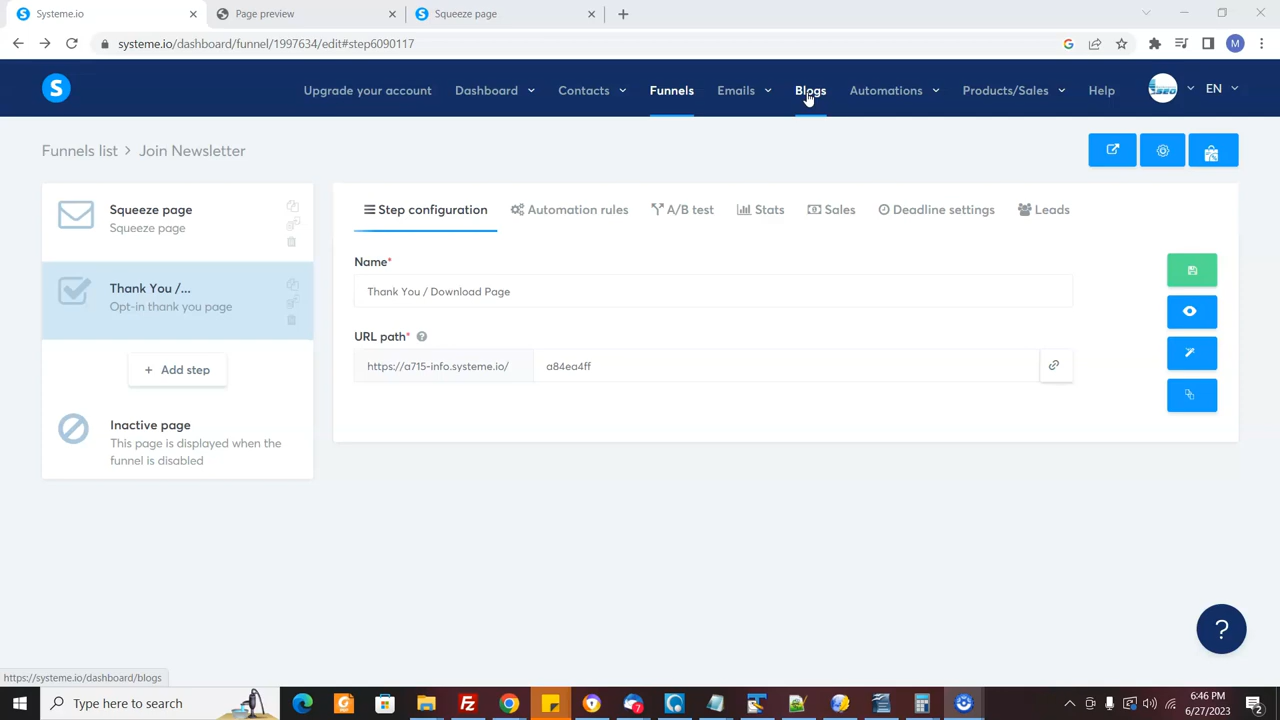 Systeme.io
Page preview
Squeeze page
systeme.io/dashboard/funnel/1997634/edit#step6090117
M
S
Upgrade your account
Dashboard
Contacts
Funnels
Emails
Blogs
Automations
Products/Sales
Help
SEO
EN
Funnels list > Join Newsletter
Squeeze page
Squeeze page
Thank You /...
Opt-in thank you page
+ Add step
Inactive page
This page is displayed when the
funnel is disabled
Step configuration
Automation rules
A/B test
Stats
Sales
Deadline settings
Leads
Name*
Thank You / Download Page
URL path* ?
https://a715-info.systeme.io/
a84ea4ff
?
https://systeme.io/dashboard/blogs
Type here to search
7
6:46 PM
6/27/2023